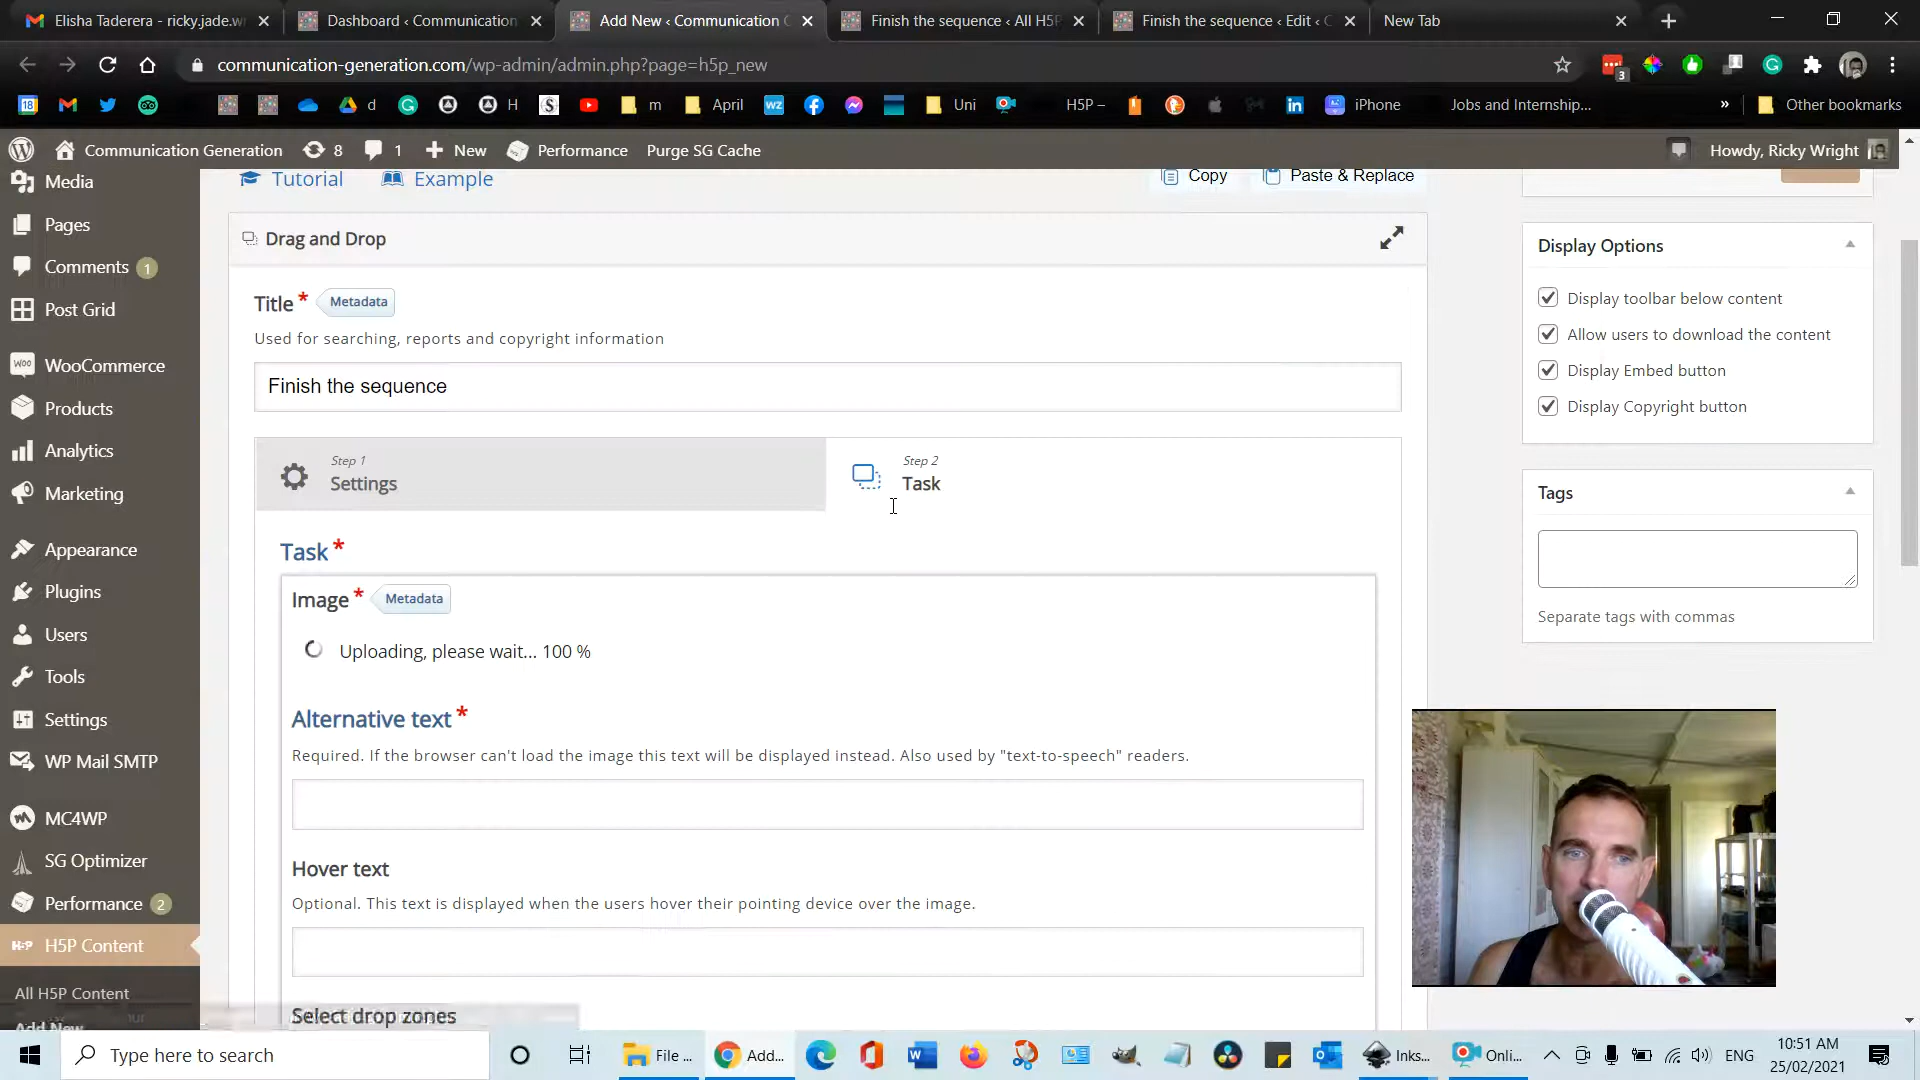 Elisha Taderera - ricky.jade.wr
Dashboard ‹ Communication
Add New ‹ Communication
Finish the sequence ‹ All H5P
Finish the sequence ‹ Edit ‹
New Tab
communication-generation.com/wp-admin/admin.php?page=h5p_new
3
18
d
H
S
m
April
WZ
Uni
H5P –
iPhone
Jobs and Internship...
»
Other bookmarks
Communication Generation
8
1
New
Performance
Purge SG Cache
Howdy, Ricky Wright
Media
Pages
Comments 1
Post Grid
WooCommerce
Products
Analytics
Marketing
Appearance
Plugins
Users
Tools
Settings
WP Mail SMTP
MC4WP
SG Optimizer
Performance 2
H5P Content
All H5P Content
Add New
Tutorial
Example
Copy
Paste & Replace
Drag and Drop
Title * Metadata
Used for searching, reports and copyright information
Finish the sequence
Step 1
Settings
Step 2
Task
Task *
Image * Metadata
Uploading, please wait... 100 %
Alternative text *
Required. If the browser can't load the image this text will be displayed instead. Also used by "text-to-speech" readers.
Hover text
Optional. This text is displayed when the users hover their pointing device over the image.
Select drop zones
Display Options
Display toolbar below content
Allow users to download the content
Display Embed button
Display Copyright button
Tags
Separate tags with commas
Type here to search
File ...
Add...
Inks...
Onli...
ENG
10:51 AM
25/02/2021